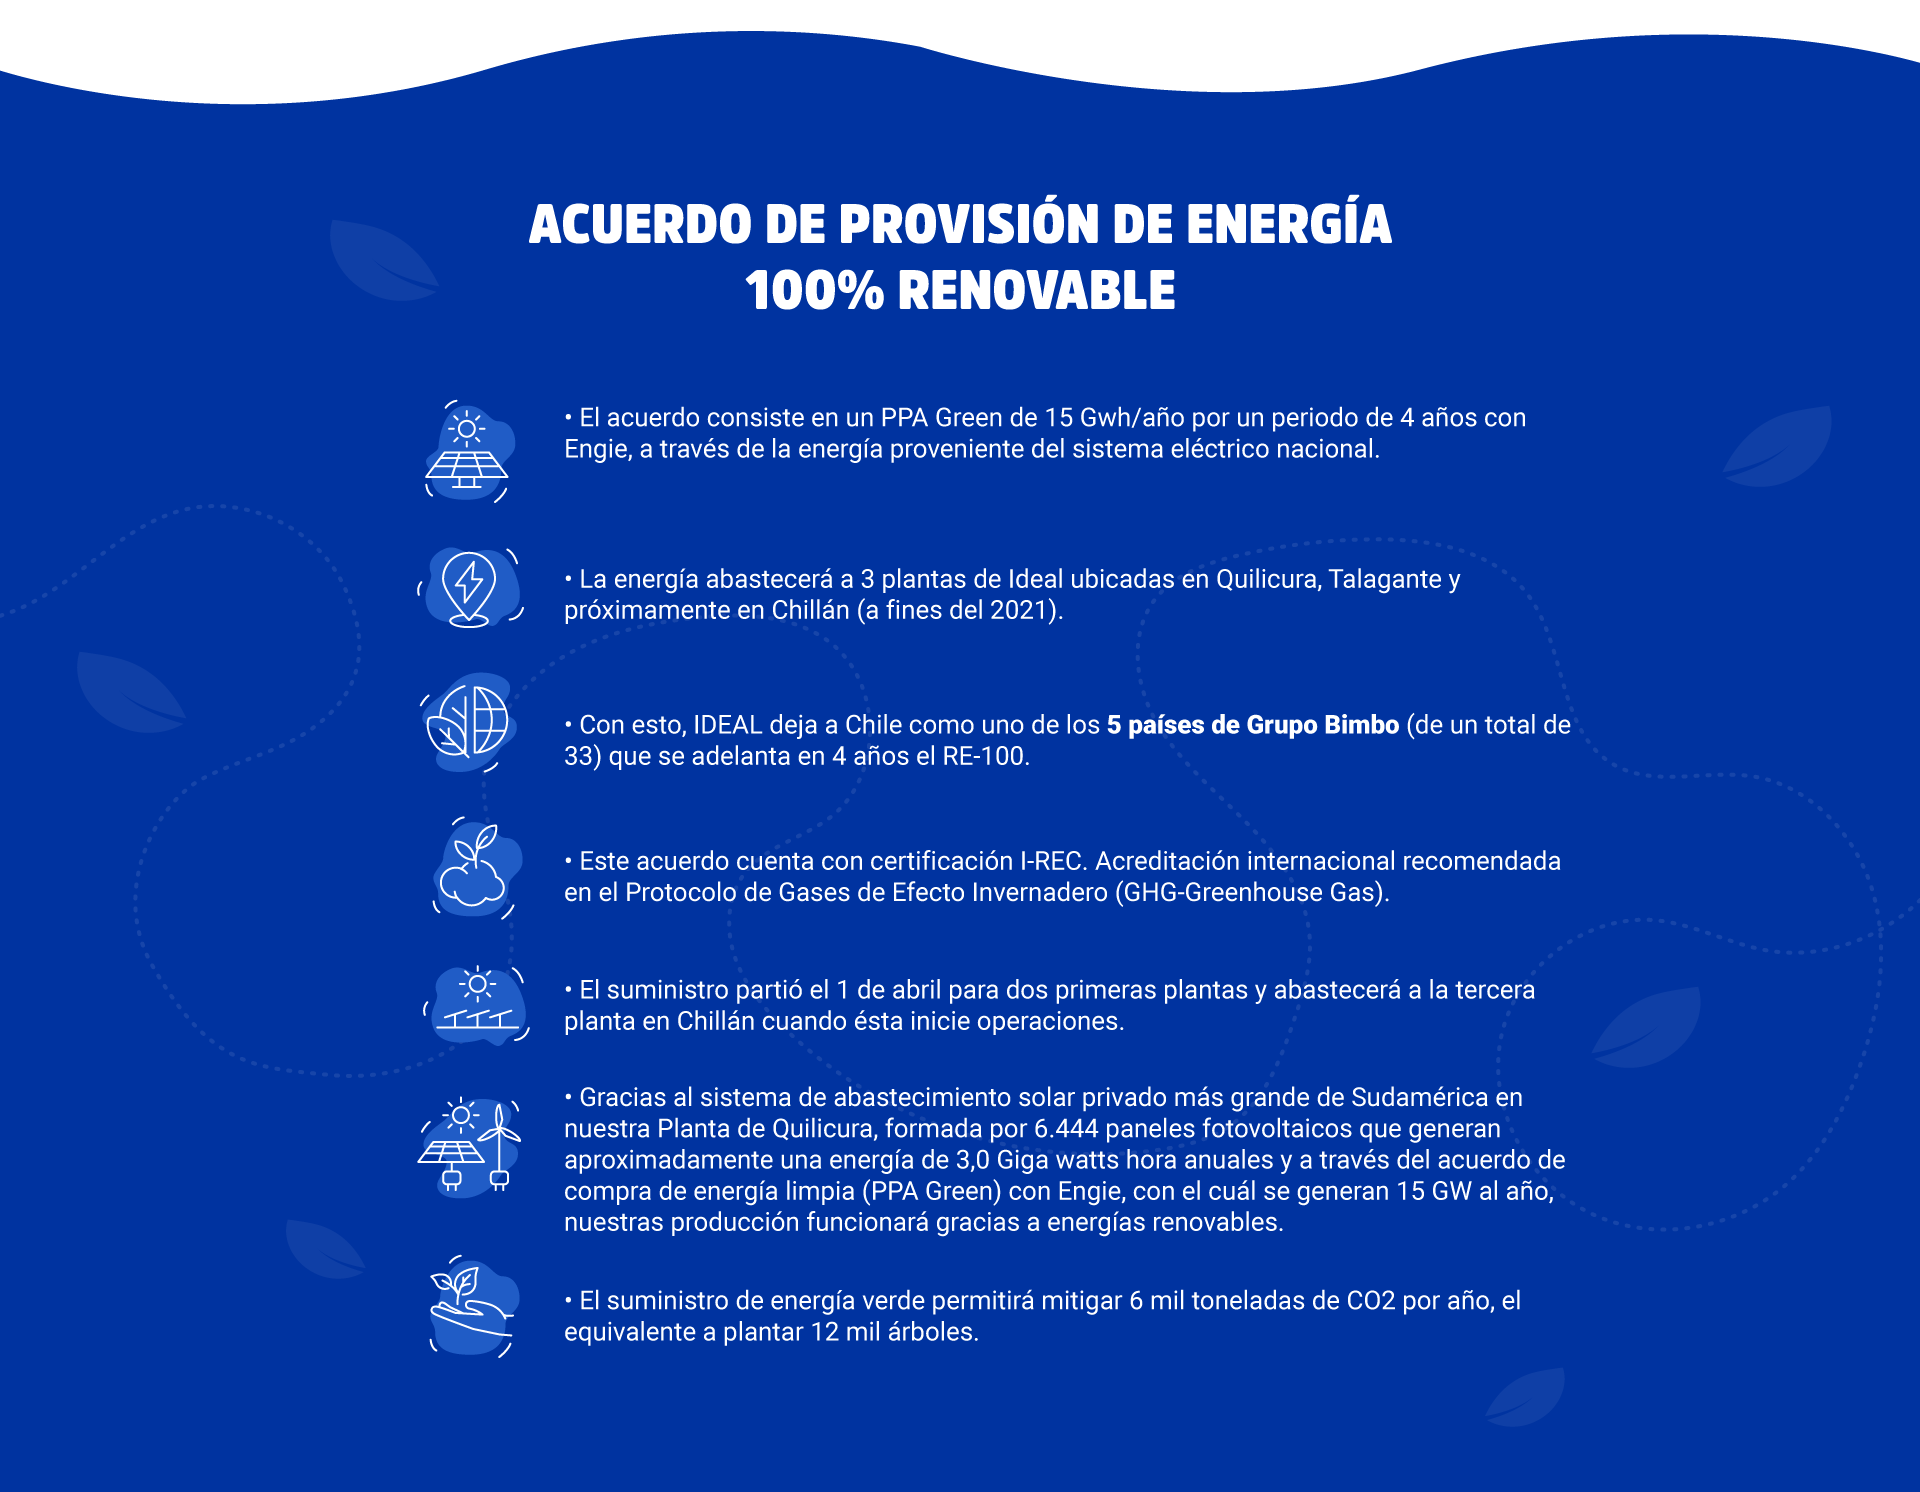 ACUERDO DE PROVISIÓN DE ENERGÍA
100% RENOVABLE
• El acuerdo consiste en un PPA Green de 15 Gwh/año por un periodo de 4 años con
Engie, a través de la energía proveniente del sistema eléctrico nacional.
• La energía abastecerá a 3 plantas de Ideal ubicadas en Quilicura, Talagante y
próximamente en Chillán (a fines del 2021).
• Con esto, IDEAL deja a Chile como uno de los 5 países de Grupo Bimbo (de un total de
33) que se adelanta en 4 años el RE-100.
• Este acuerdo cuenta con certificación I-REC. Acreditación internacional recomendada
en el Protocolo de Gases de Efecto Invernadero (GHG-Greenhouse Gas).
• El suministro partió el 1 de abril para dos primeras plantas y abastecerá a la tercera
planta en Chillán cuando ésta inicie operaciones.
• Gracias al sistema de abastecimiento solar privado más grande de Sudamérica en
nuestra Planta de Quilicura, formada por 6.444 paneles fotovoltaicos que generan
aproximadamente una energía de 3,0 Giga watts hora anuales y a través del acuerdo de
compra de energía limpia (PPA Green) con Engie, con el cuál se generan 15 GW al año,
nuestras producción funcionará gracias a energías renovables.
• El suministro de energía verde permitirá mitigar 6 mil toneladas de CO2 por año, el
equivalente a plantar 12 mil árboles.